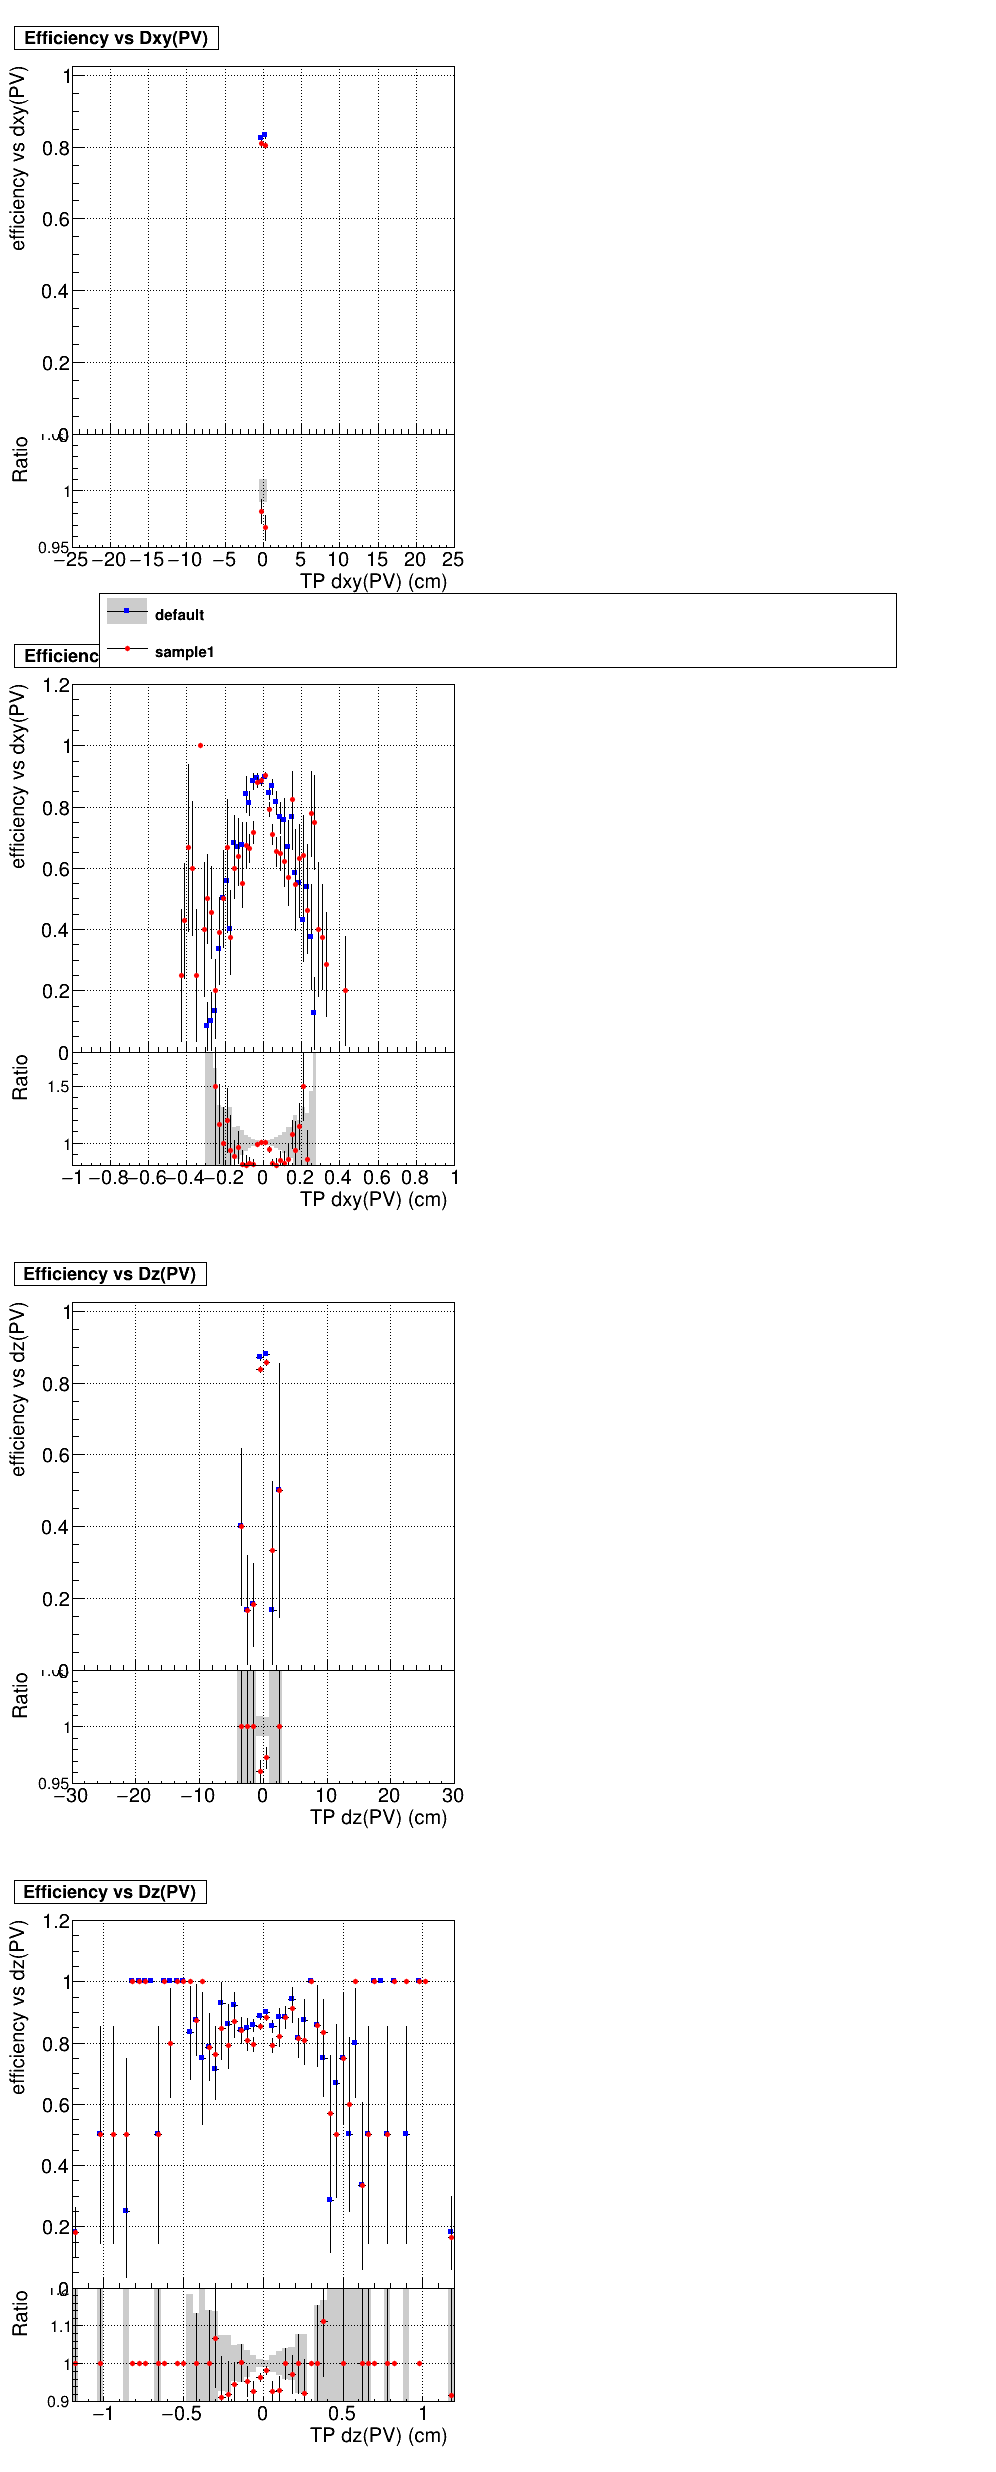 Efficiency vs Dxy(PV)
efficiency vs dxy(PV)
1
0.8
0.6
0.4
0.2
0
Ratio
1
0.95
−25 −20 −15 −10 −5 0 5 10 15 20 25
TP dxy(PV) (cm)
default
sample1
Efficienc
efficiency vs dxy(PV)
1.2
1
0.8
0.6
0.4
0.2
0
Ratio
1.5
1
−1 −0.8 −0.6 −0.4 −0.2 0 0.2 0.4 0.6 0.8 1
TP dxy(PV) (cm)
Efficiency vs Dz(PV)
efficiency vs dz(PV)
1
0.8
0.6
0.4
0.2
0
Ratio
1
0.95
−30 −20 −10 0 10 20 30
TP dz(PV) (cm)
Efficiency vs Dz(PV)
efficiency vs dz(PV)
1.2
1
0.8
0.6
0.4
0.2
0
Ratio
1.1
1
0.9
−1 −0.5 0 0.5 1
TP dz(PV) (cm)